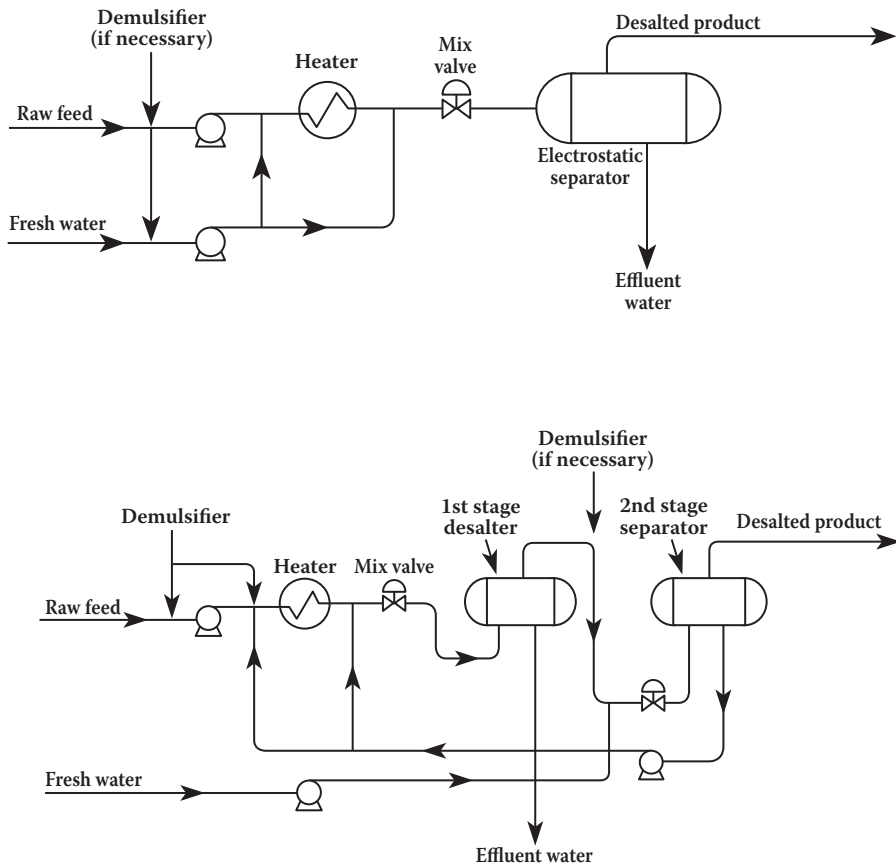 Demulsifier
(if necessary)
Desalted product
Heater
Mix
valve
Raw feed
Electrostatic
separator
Fresh water
Effluent
water
Demulsifier
(if necessary)
1st stage
desalter
2nd stage
separator
Desalted product
Demulsifier
Heater
Mix valve
Raw feed
Fresh water
Effluent water